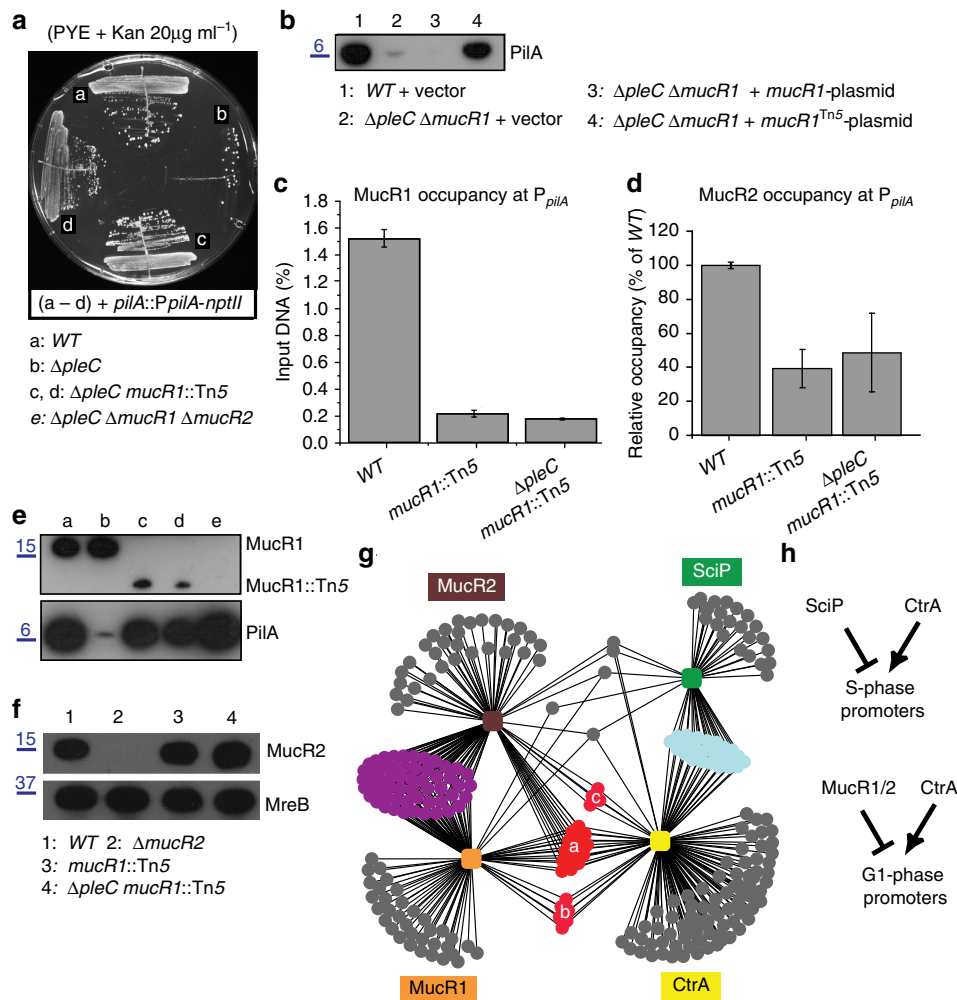 a
(PYE + Kan 20μg ml⁻¹)
a
b
c
d
(a – d) + pilA::PpilA-nptII
a: WT
b: ΔpleC
c, d: ΔpleC mucR1::Tn5
e: ΔpleC ΔmucR1 ΔmucR2
b
1 2 3 4
6
PilA
1: WT + vector
2: ΔpleC ΔmucR1 + vector
3: ΔpleC ΔmucR1 + mucR1-plasmid
4: ΔpleC ΔmucR1 + mucR1ᵀⁿ⁵-plasmid
c
MucR1 occupancy at PpilA
Input DNA (%)
1.8
1.6
1.4
1.2
1.0
0.8
0.6
0.4
0.2
0.0
WT
mucR1::Tn5
ΔpleC
mucR1::Tn5
d
MucR2 occupancy at PpilA
Relative occupancy (% of WT)
120
100
80
60
40
20
0
WT
mucR1::Tn5
ΔpleC
mucR1::Tn5
e
a b c d e
15
MucR1
MucR1::Tn5
6
PilA
f
1 2 3 4
15
MucR2
37
MreB
1: WT 2: ΔmucR2
3: mucR1::Tn5
4: ΔpleC mucR1::Tn5
g
MucR2
SciP
c
a
b
MucR1
CtrA
h
SciP CtrA
S-phase
promoters
MucR1/2 CtrA
G1-phase
promoters